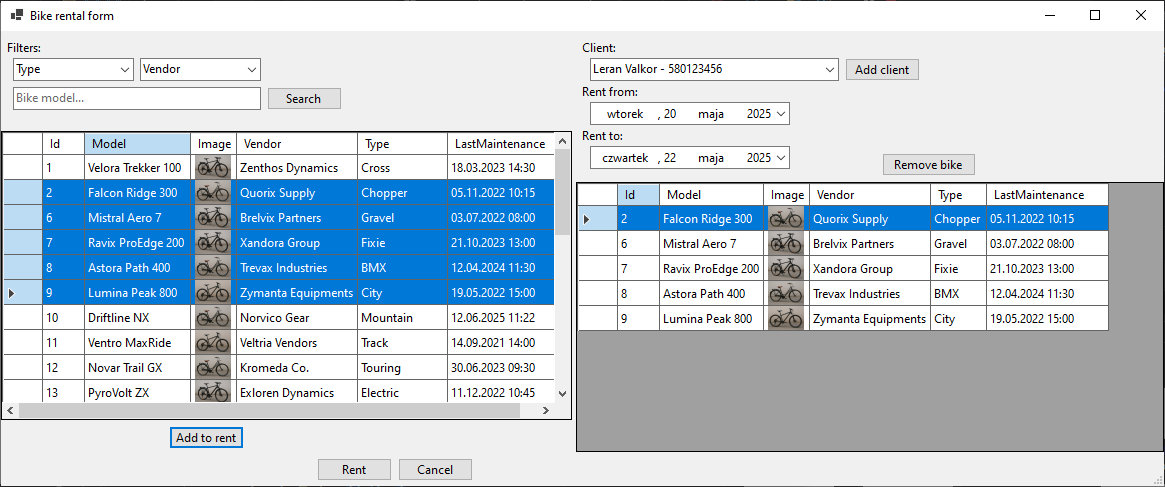 Bike rental form
Filters:
Type Vendor
Bike model... Search
Id Model Image Vendor Type LastMaintenance
1 Velora Trekker 100 Zenthos Dynamics Cross 18.03.2023 14:30
2 Falcon Ridge 300 Quorix Supply Chopper 05.11.2022 10:15
6 Mistral Aero 7 Brelvix Partners Gravel 03.07.2022 08:00
7 Ravix ProEdge 200 Xandora Group Fixie 21.10.2023 13:00
8 Astora Path 400 Trevax Industries BMX 12.04.2024 11:30
9 Lumina Peak 800 Zymanta Equipments City 19.05.2022 15:00
10 Driftline NX Norvico Gear Mountain 12.06.2025 11:22
11 Ventro MaxRide Veltria Vendors Track 14.09.2021 14:00
12 Novar Trail GX Kromeda Co. Touring 30.06.2023 09:30
13 PyroVolt ZX Exloren Dynamics Electric 11.12.2022 10:45
Add to rent
Rent Cancel
Client:
Leran Valkor - 580123456 Add client
Rent from:
wtorek , 20 maja 2025
Rent to:
czwartek , 22 maja 2025
Remove bike
Id Model Image Vendor Type LastMaintenance
2 Falcon Ridge 300 Quorix Supply Chopper 05.11.2022 10:15
6 Mistral Aero 7 Brelvix Partners Gravel 03.07.2022 08:00
7 Ravix ProEdge 200 Xandora Group Fixie 21.10.2023 13:00
8 Astora Path 400 Trevax Industries BMX 12.04.2024 11:30
9 Lumina Peak 800 Zymanta Equipments City 19.05.2022 15:00